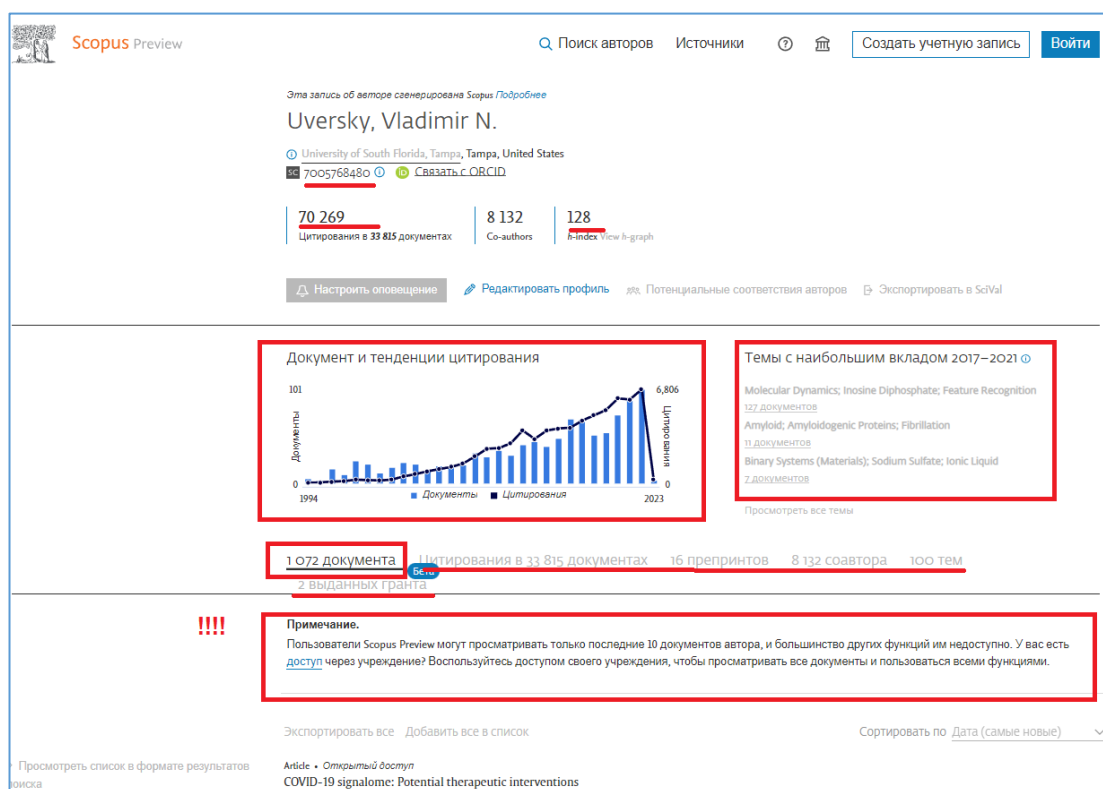 Scopus Preview
Поиск авторов Источники Создать учетную запись Войти
Эта запись об авторе сгенерирована Scopus Подробнее
Uversky, Vladimir N.
University of South Florida, Tampa, Tampa, United States
SC 7005768480 iD Связать с ORCID
70 269 8 132 128
Цитирования в 33 815 документах Co-authors h-index View h-graph
Настроить оповещение Редактировать профиль Потенциальные соответствия авторов Экспортировать в SciVal
Документ и тенденции цитирования
101 6,806
Документы
Цитирования
0 0
1994 2023
Документы Цитирования
Темы с наибольшим вкладом 2017–2021
Molecular Dynamics; Inosine Diphosphate; Feature Recognition
127 документов
Amyloid; Amyloidogenic Proteins; Fibrillation
11 документов
Binary Systems (Materials); Sodium Sulfate; Ionic Liquid
7 документов
Просмотреть все темы
1 072 документа Цитирования в 33 815 документах 16 препринтов 8 132 соавтора 100 тем
Бета
2 выданных гранта
!!!!
Примечание.
Пользователи Scopus Preview могут просматривать только последние 10 документов автора, и большинство других функций им недоступно. У вас есть
доступ через учреждение? Воспользуйтесь доступом своего учреждения, чтобы просматривать все документы и пользоваться всеми функциями.
Экспортировать все Добавить все в список Сортировать по Дата (самые новые)
Просмотреть список в формате результатов
поиска
Article • Открытый доступ
COVID-19 signalome: Potential therapeutic interventions